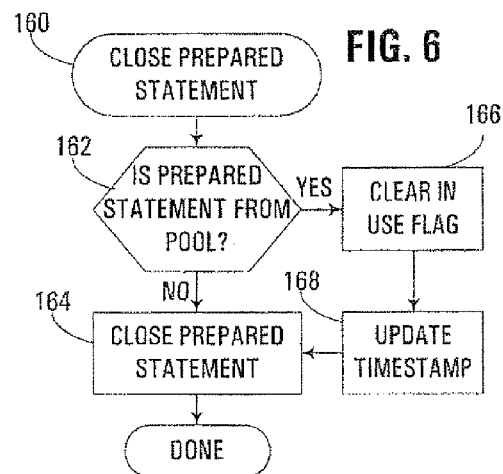 160
CLOSE PREPARED
STATEMENT
FIG. 6
162
IS PREPARED
STATEMENT FROM
POOL?
YES
166
CLEAR IN
USE FLAG
NO
164
CLOSE PREPARED
STATEMENT
168
UPDATE
TIMESTAMP
DONE